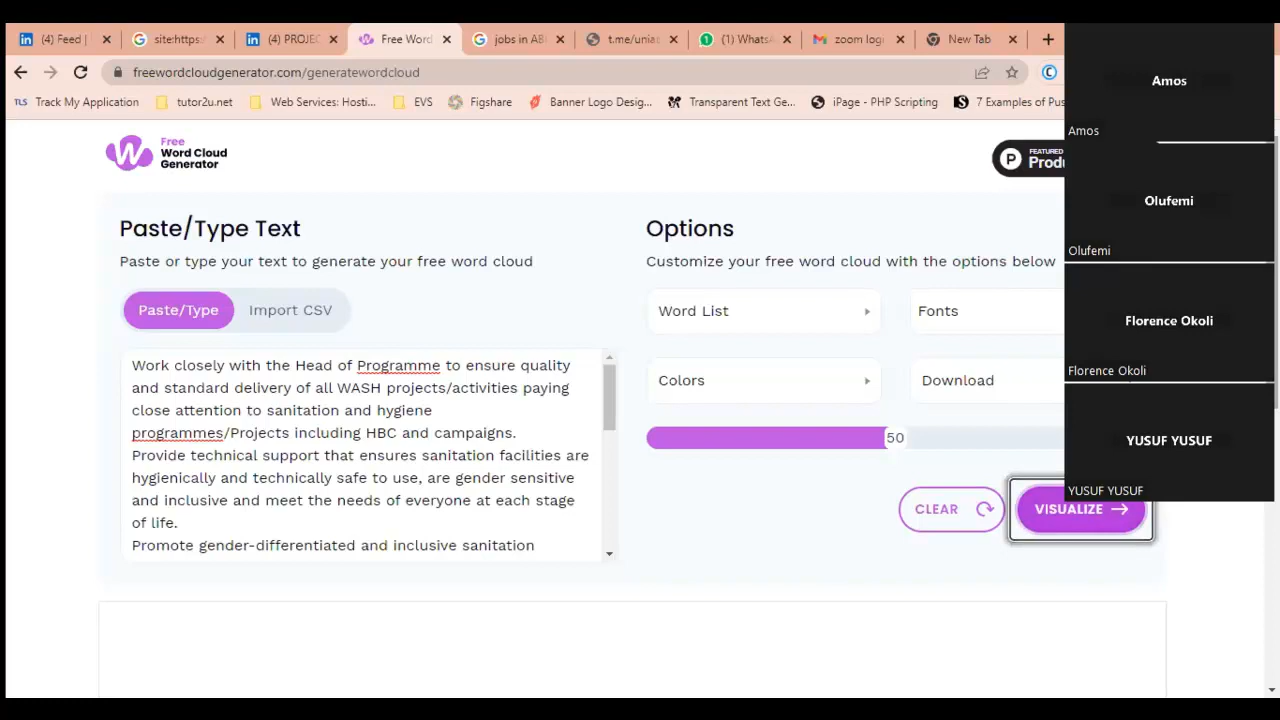 (4) Feed |
site:https:
(4) PROJEC
Free Word
jobs in AB
t.me/unia
(1) Whats
zoom log
New Tab
freewordcloudgenerator.com/generatewordcloud
TLS Track My Application
tutor2u.net
Web Services: Hosti...
EVS
Figshare
Banner Logo Desig...
Transparent Text Ge...
iPage - PHP Scripting
7 Examples of Pus
Free
Word Cloud
Generator
FEATURED
Produ
Paste/Type Text
Paste or type your text to generate your free word cloud
Paste/Type
Import CSV
Work closely with the Head of Programme to ensure quality
and standard delivery of all WASH projects/activities paying
close attention to sanitation and hygiene
programmes/Projects including HBC and campaigns.
Provide technical support that ensures sanitation facilities are
hygienically and technically safe to use, are gender sensitive
and inclusive and meet the needs of everyone at each stage
of life.
Promote gender-differentiated and inclusive sanitation
Options
Customize your free word cloud with the options below
Word List
Fonts
Colors
Download
50
CLEAR
VISUALIZE
Amos
Amos
Olufemi
Olufemi
Florence Okoli
Florence Okoli
YUSUF YUSUF
YUSUF YUSUF